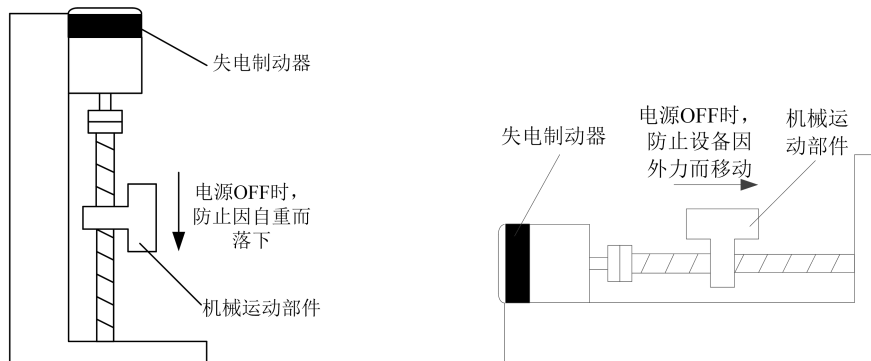 失电制动器
电源OFF时，
防止因自重而
落下
机械运动部件
失电制动器
电源OFF时，
防止设备因
外力而移动
机械运
动部件